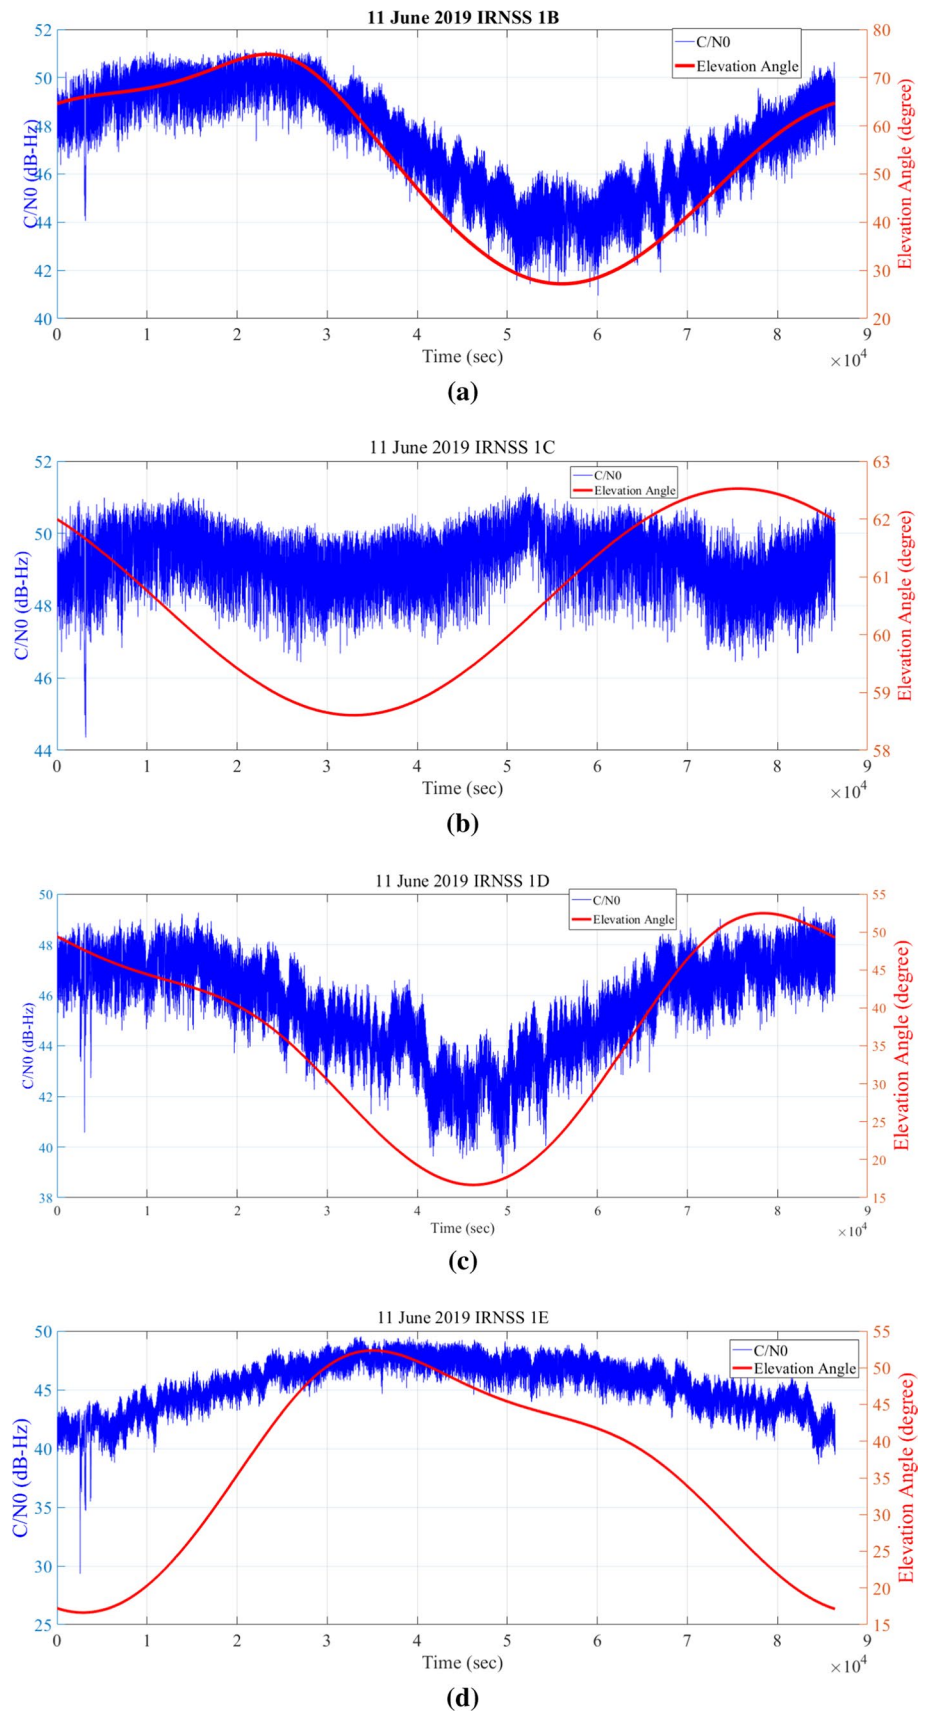 11 June 2019 IRNSS 1B
52
50
48
46
44
42
40
C/N0 (dB-Hz)
C/N0
Elevation Angle
80
70
60
50
40
30
20
Elevation Angle (degree)
0 1 2 3 4 5 6 7 8 9
Time (sec)
×10^4
(a)
11 June 2019 IRNSS 1C
52
50
48
46
44
C/N0 (dB-Hz)
C/N0
Elevation Angle
63
62
61
60
59
58
Elevation Angle (degree)
0 1 2 3 4 5 6 7 8 9
Time (sec)
×10^4
(b)
11 June 2019 IRNSS 1D
50
48
46
44
42
40
38
C/N0 (dB-Hz)
C/N0
Elevation Angle
55
50
45
40
35
30
25
20
15
Elevation Angle (degree)
0 1 2 3 4 5 6 7 8 9
Time (sec)
×10^4
(c)
11 June 2019 IRNSS 1E
50
45
40
35
30
25
C/N0 (dB-Hz)
C/N0
Elevation Angle
55
50
45
40
35
30
25
20
15
Elevation Angle (degree)
0 1 2 3 4 5 6 7 8 9
Time (sec)
×10^4
(d)